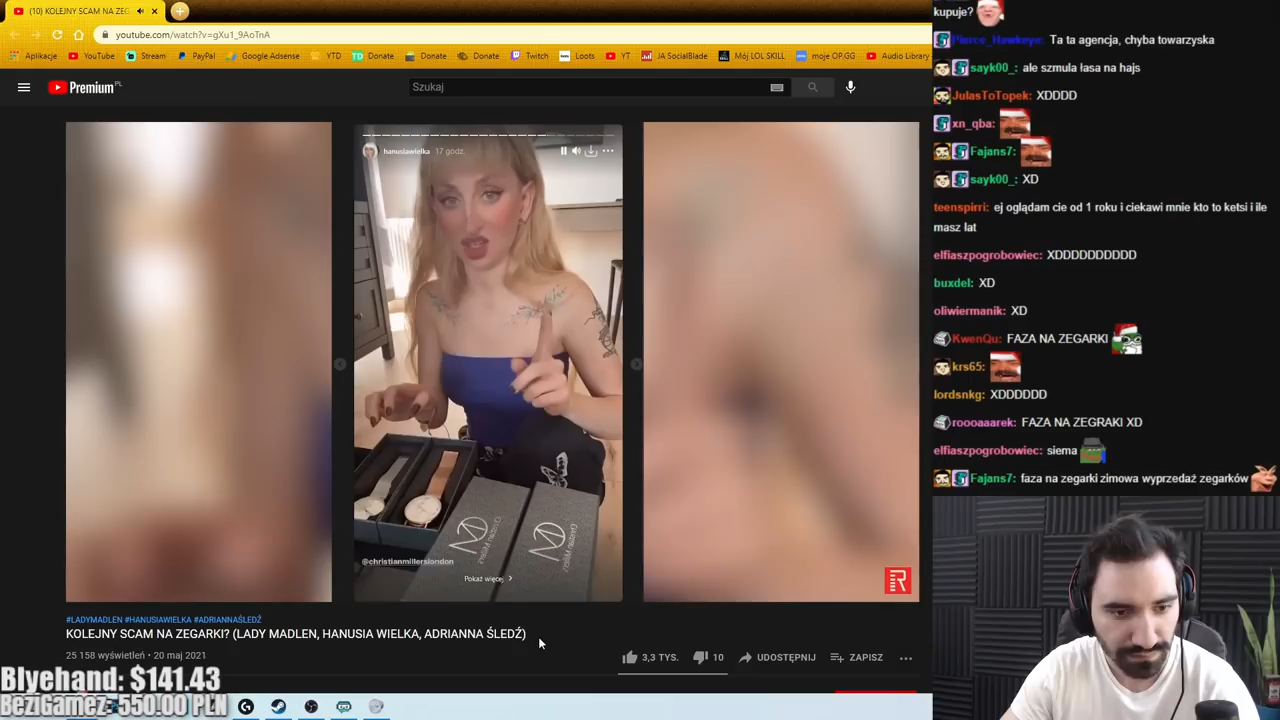 (10) KOLEJNY SCAM NA ZEG
youtube.com/watch?v=gXu1_9AoTnA
Aplikacje YouTube Stream PayPal Google Adsense YTD Donate Donate Donate Twitch Loots YT JA SocialBlade Mój LOL SKILL moje OP.GG Audio Library
Premium PL
Szukaj
hanusiawielka 17 godz.
@christianmillerslondon
Pokaż więcej
#LADYMADLEN #HANUSIAWIELKA #ADRIANNAŚLEDŹ
KOLEJNY SCAM NA ZEGARKI? (LADY MADLEN, HANUSIA WIELKA, ADRIANNA ŚLEDŹ)
25 158 wyświetleń • 20 maj 2021
3,3 TYS. 10 UDOSTĘPNIJ ZAPISZ
Blyehand: $141.43
BeziGamez-550.00 PLN
kupuje?
Pierce_Hawkeye: Ta ta agencja, chyba towarzyska
sayk00_: ale szmula łasa na hajs
JulasToTopek: XDDDD
xn_qba:
Fajans7:
sayk00_: XD
teenspirri: ej oglądam cie od 1 roku i ciekawi mnie kto to ketsi i ile
masz lat
elfiaszpogrobowiec: XDDDDDDDDDD
buxdel: XD
oliwiermanik: XD
KwenQu: FAZA NA ZEGARKI
krs65:
lordsnkg: XDDDDDD
roooaaarek: FAZA NA ZEGRAKI XD
elfiaszpogrobowiec: siema
Fajans7: faza na zegarki zimowa wyprzedaż zegarków